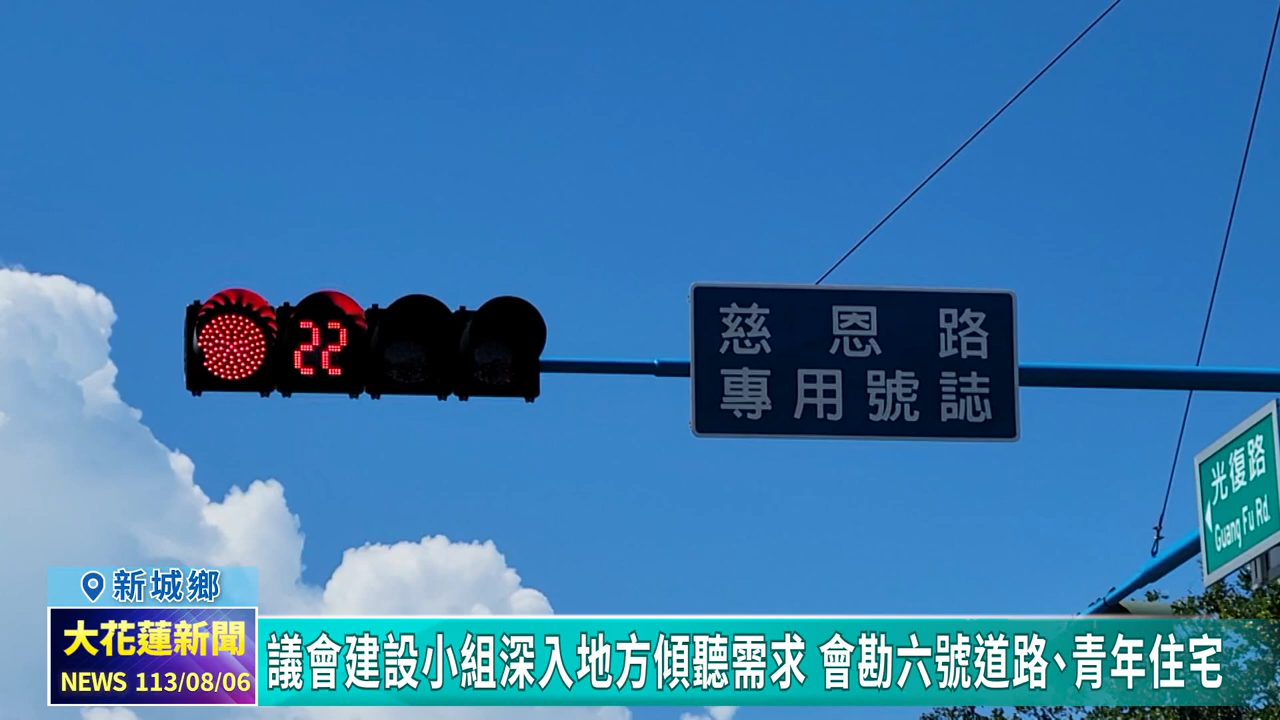 22
慈恩路
專用號誌
光復路
Guang Fu Rd.
新城鄉
大花蓮新聞
NEWS 113/08/06
議會建設小組深入地方傾聽需求 會勘六號道路、青年住宅